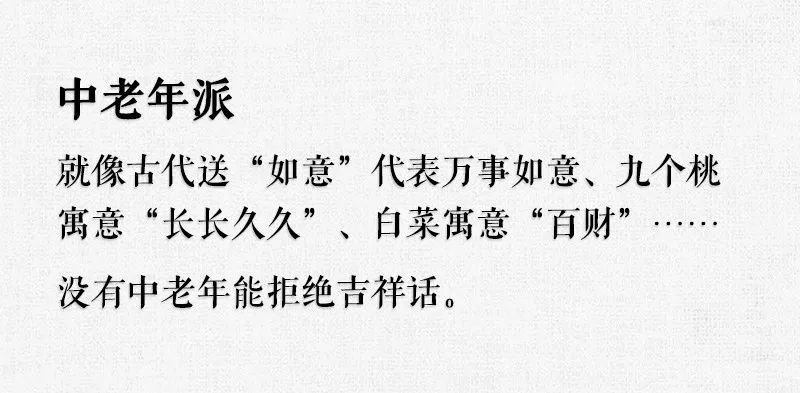 中老年派
就像古代送“如意”代表万事如意、九个桃
寓意“长长久久”、白菜寓意“百财”……
没有中老年能拒绝吉祥话。